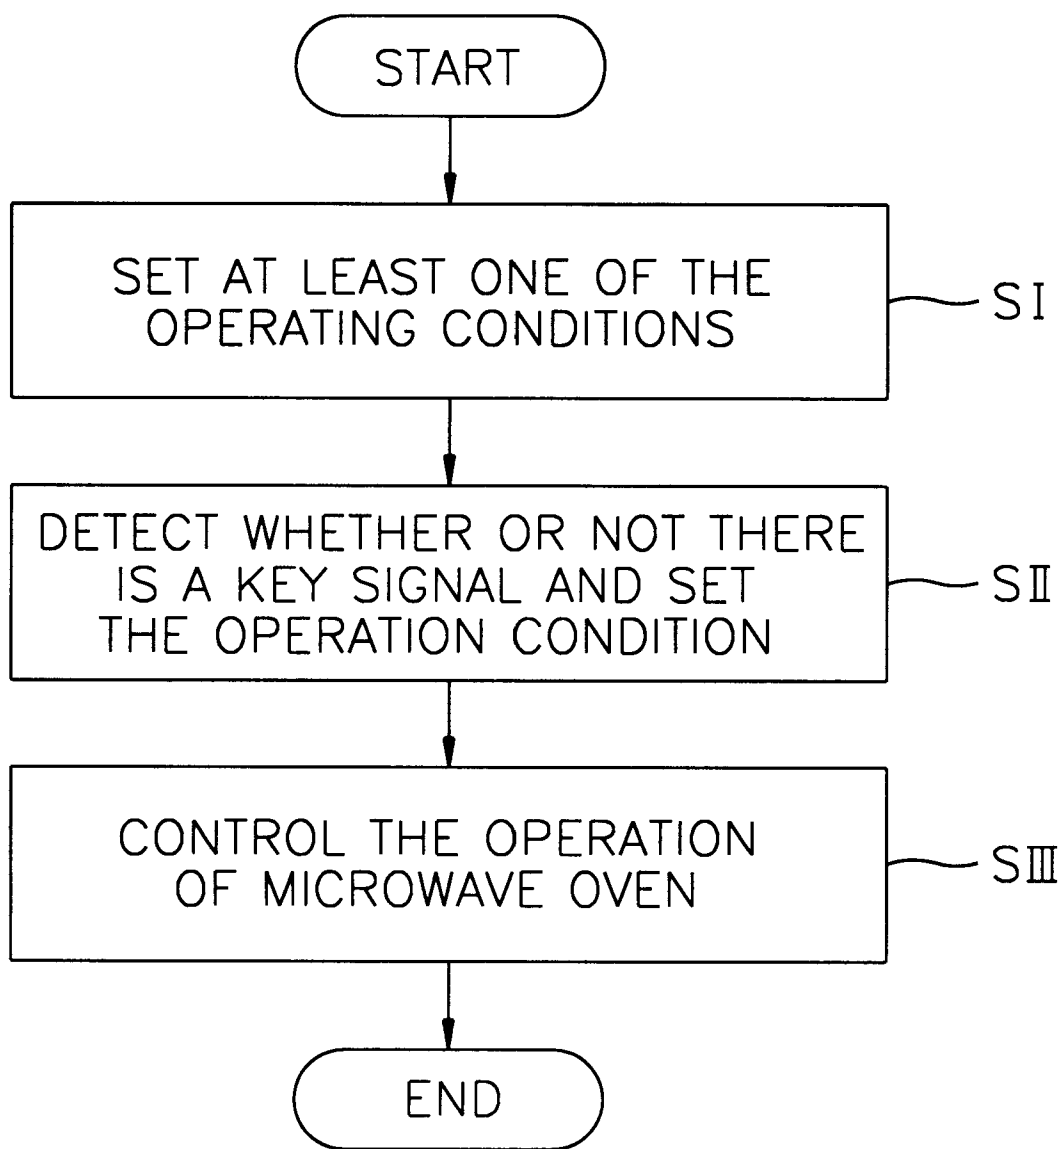 START
SET AT LEAST ONE OF THE
OPERATING CONDITIONS
SI
DETECT WHETHER OR NOT THERE
IS A KEY SIGNAL AND SET
THE OPERATION CONDITION
SII
CONTROL THE OPERATION
OF MICROWAVE OVEN
SIII
END